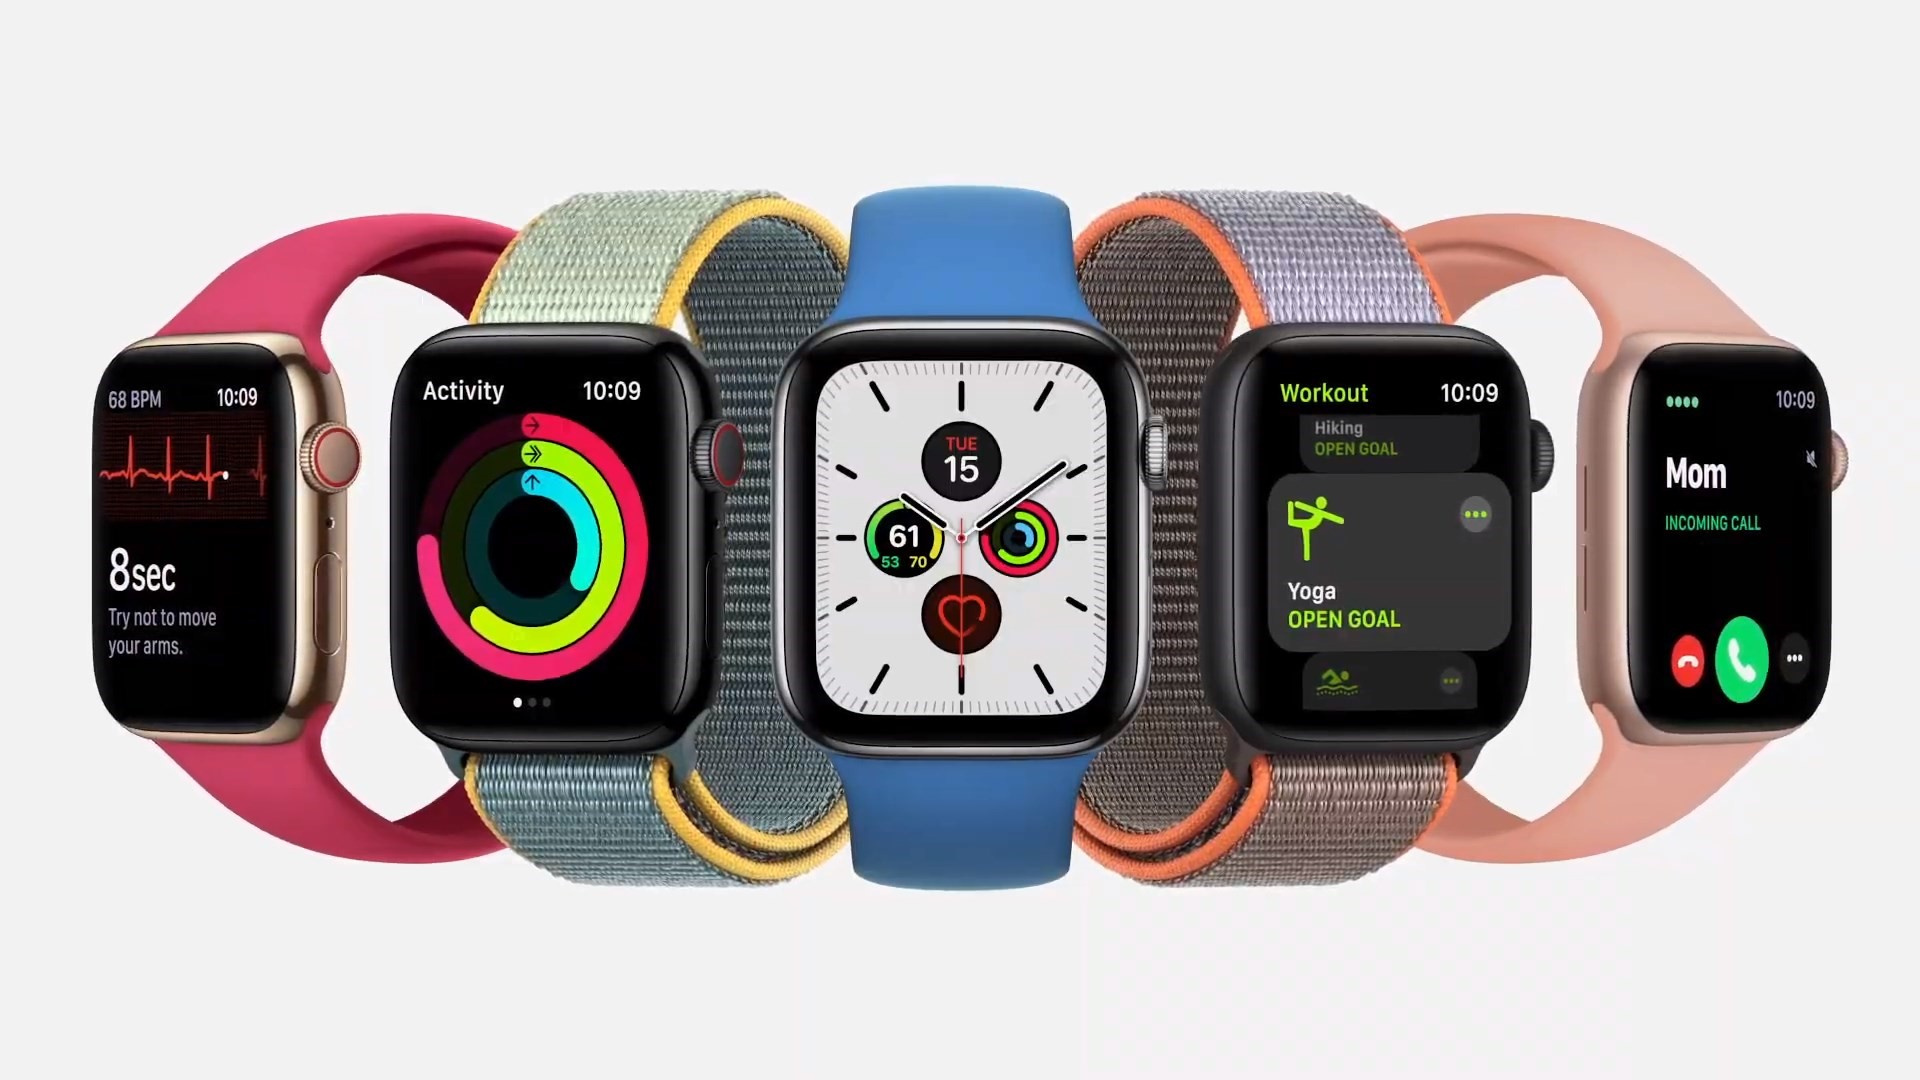 68 BPM
10:09
8sec
Try not to move
your arms.
Activity
10:09
TUE
15
61
53 70
Workout
10:09
Hiking
OPEN GOAL
Yoga
OPEN GOAL
10:09
Mom
INCOMING CALL